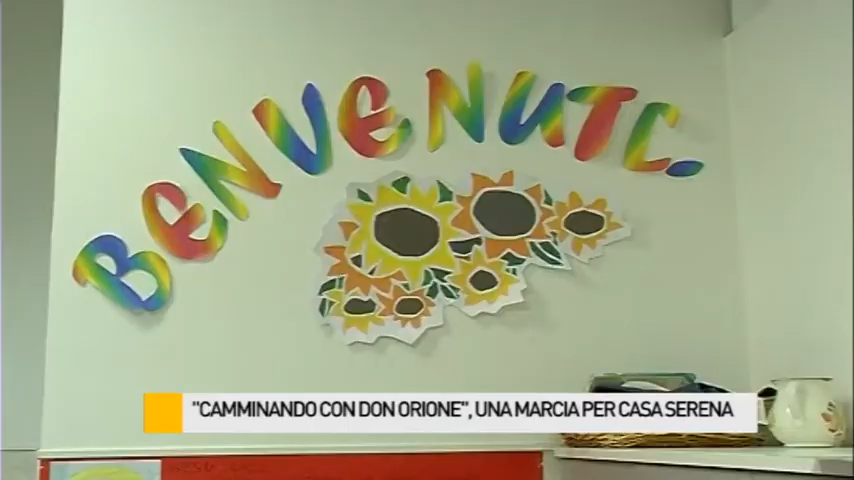 BENVENUTI
"CAMMINANDO CON DON ORIONE", UNA MARCIA PER CASA SERENA